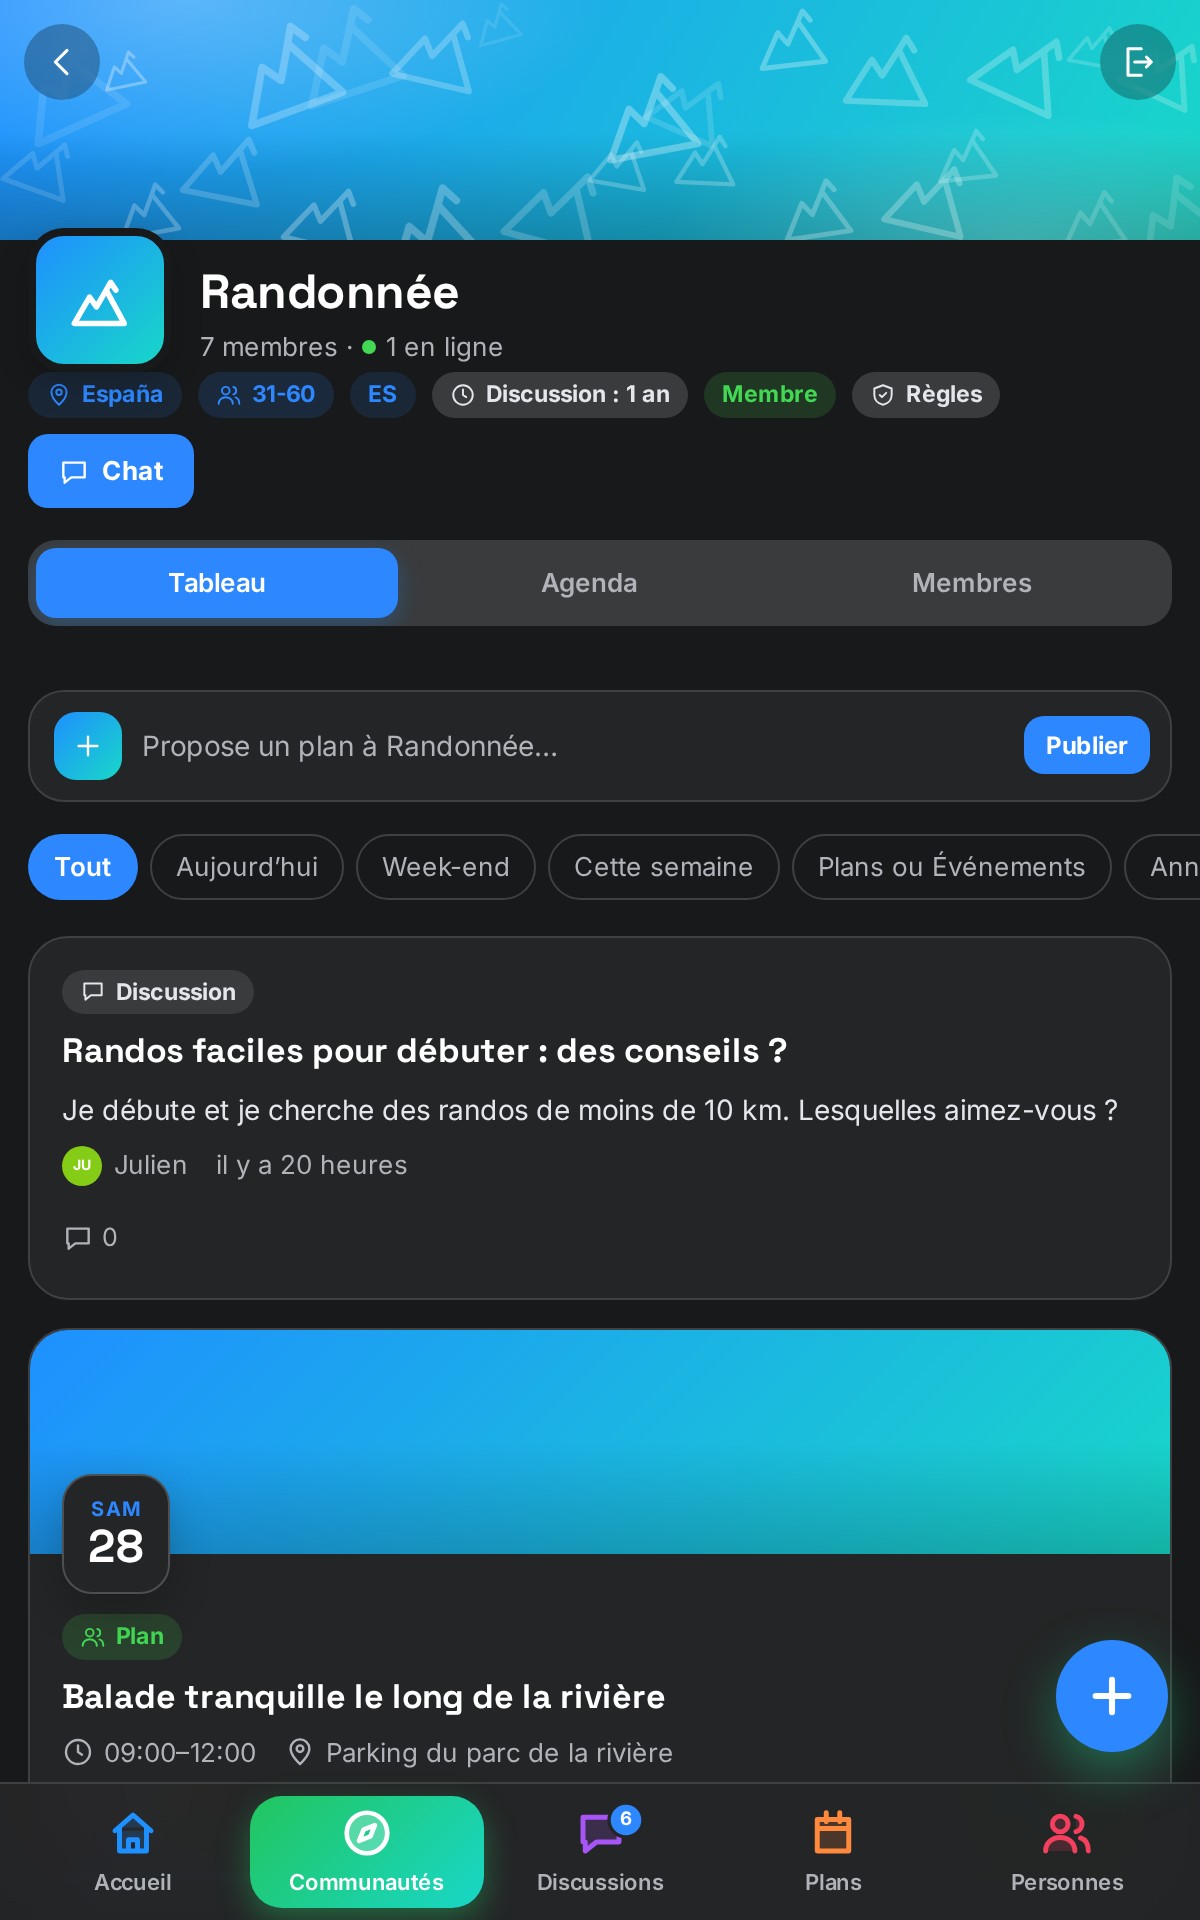 Randonnée
7 membres · 1 en ligne
España 31-60 ES Discussion : 1 an Membre Règles
Chat
Tableau Agenda Membres
Propose un plan à Randonnée... Publier
Tout Aujourd’hui Week-end Cette semaine Plans ou Événements Ann
Discussion
Randos faciles pour débuter : des conseils ?
Je débute et je cherche des randos de moins de 10 km. Lesquelles aimez-vous ?
JU Julien il y a 20 heures
0
SAM
28
Plan
Balade tranquille le long de la rivière
09:00–12:00 Parking du parc de la rivière
6
Accueil Communautés Discussions Plans Personnes